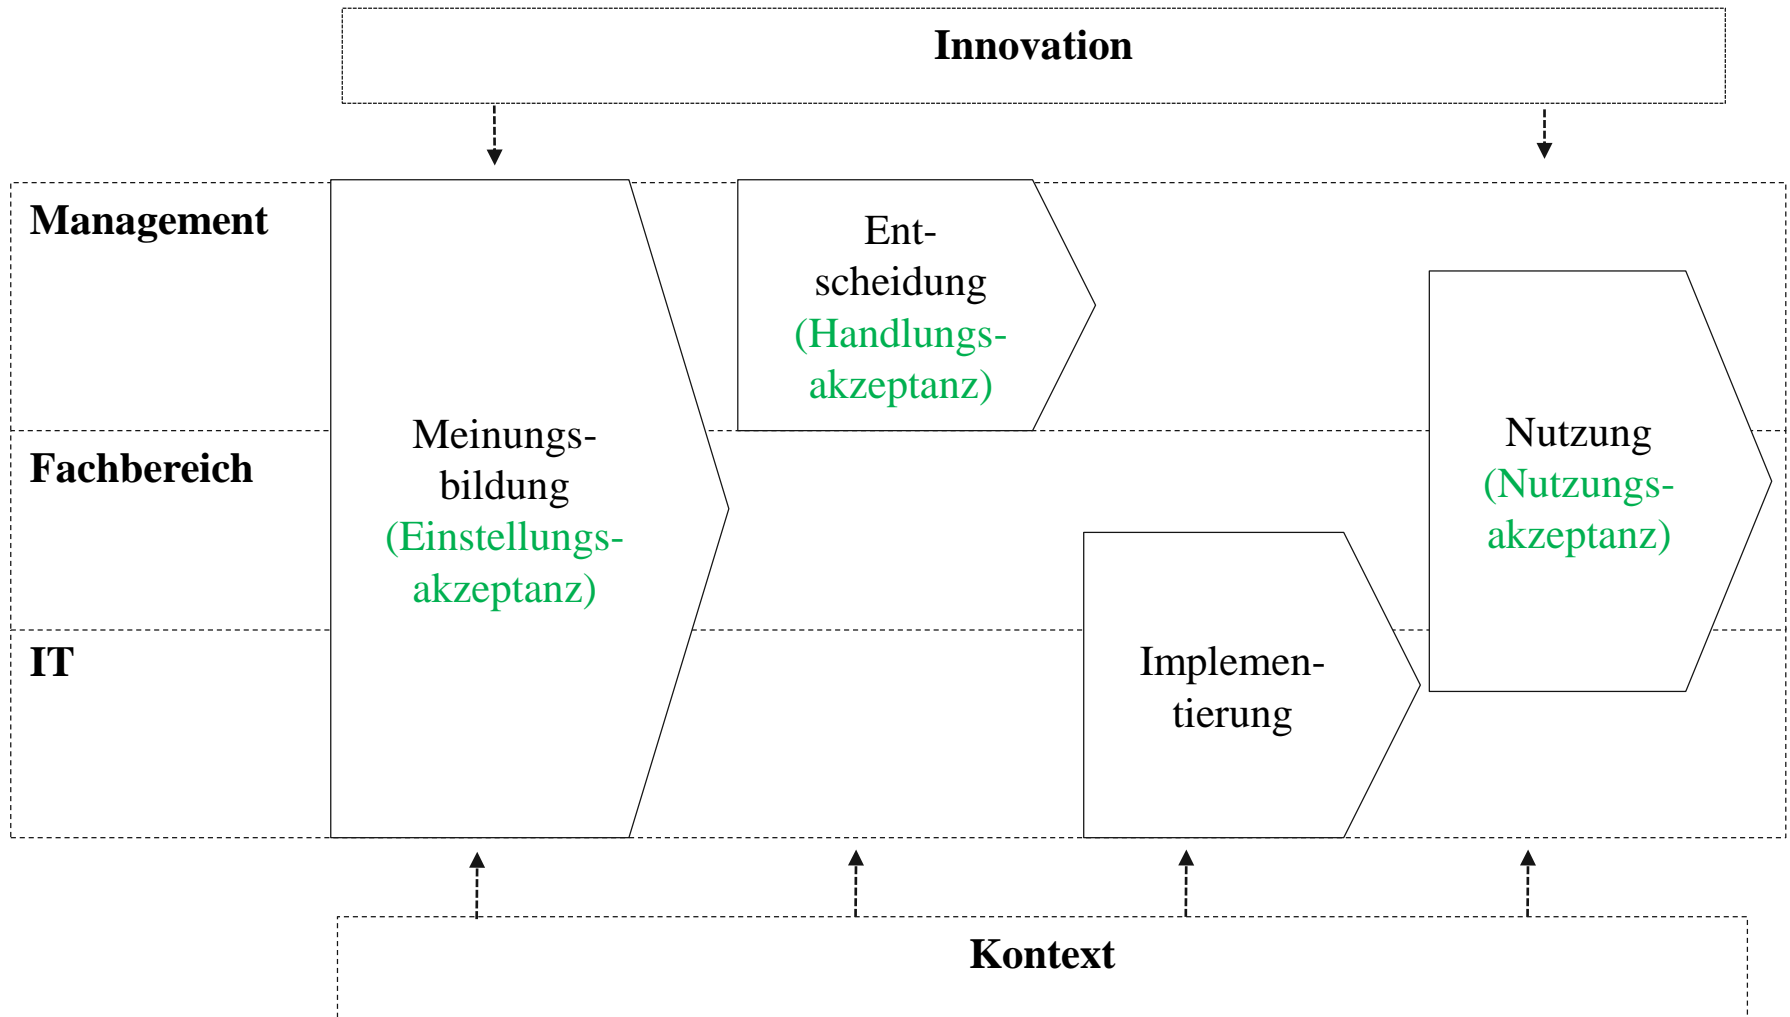 Innovation
Management
Ent-
scheidung
(Handlungs-
akzeptanz)
Meinungs-
bildung
(Einstellungs-
akzeptanz)
Nutzung
(Nutzungs-
akzeptanz)
Fachbereich
IT
Implemen-
tierung
Kontext